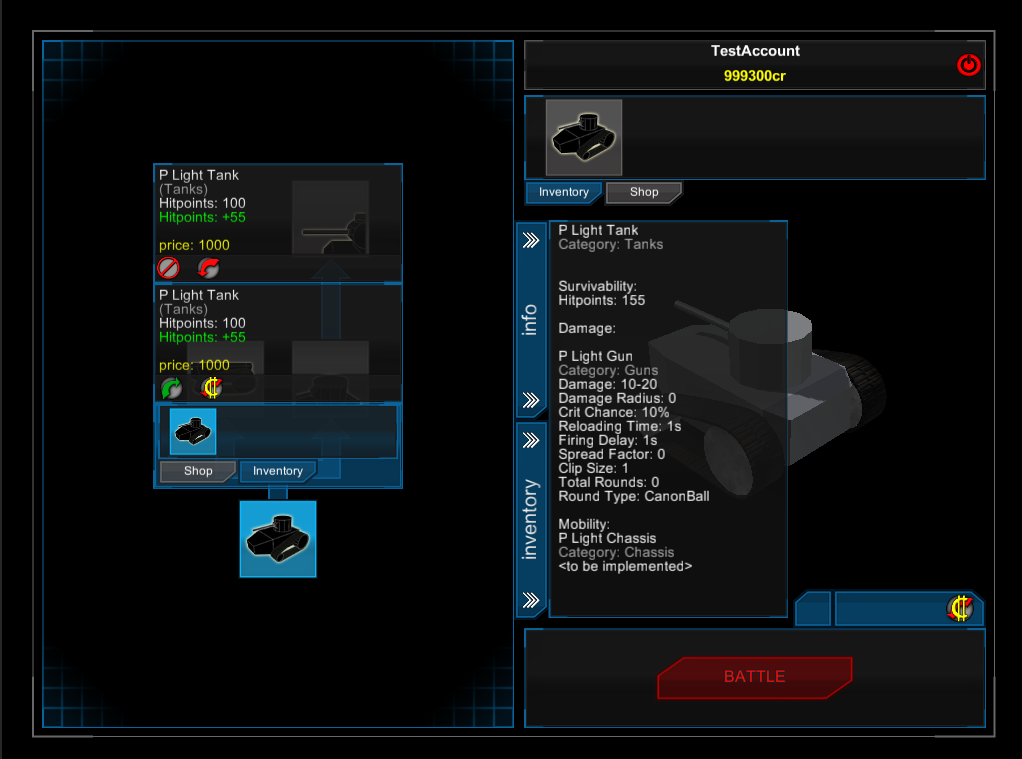 P Light Tank
(Tanks)
Hitpoints: 100
Hitpoints: +55
price: 1000
P Light Tank
(Tanks)
Hitpoints: 100
Hitpoints: +55
price: 1000
Shop
Inventory
TestAccount
999300cr
Inventory
Shop
info
inventory
P Light Tank
Category: Tanks
Survivability:
Hitpoints: 155
Damage:
P Light Gun
Category: Guns
Damage: 10-20
Damage Radius: 0
Crit Chance: 10%
Reloading Time: 1s
Firing Delay: 1s
Spread Factor: 0
Clip Size: 1
Total Rounds: 0
Round Type: CanonBall
Mobility:
P Light Chassis
Category: Chassis
<to be implemented>
BATTLE